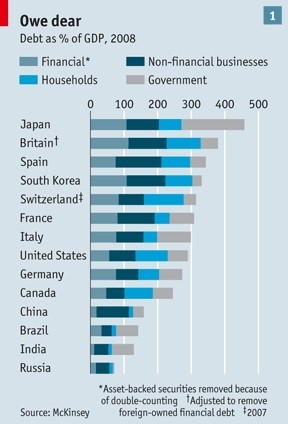 Owe dear
1
Debt as % of GDP, 2008
Financial* Non-financial businesses
Households Government
0 100 200 300 400 500
Japan
Britain†
Spain
South Korea
Switzerland‡
France
Italy
United States
Germany
Canada
China
Brazil
India
Russia
*Asset-backed securities removed because
of double-counting †Adjusted to remove
Source: McKinsey foreign-owned financial debt ‡2007